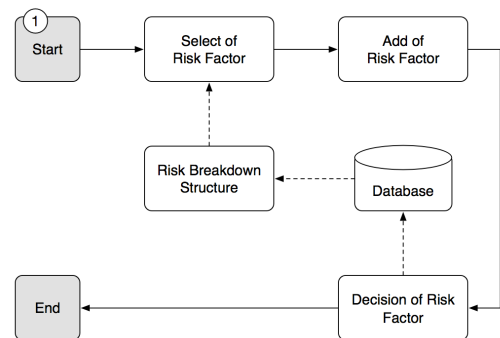 1
Start
Select of
Risk Factor
Add of
Risk Factor
Risk Breakdown
Structure
Database
End
Decision of Risk
Factor